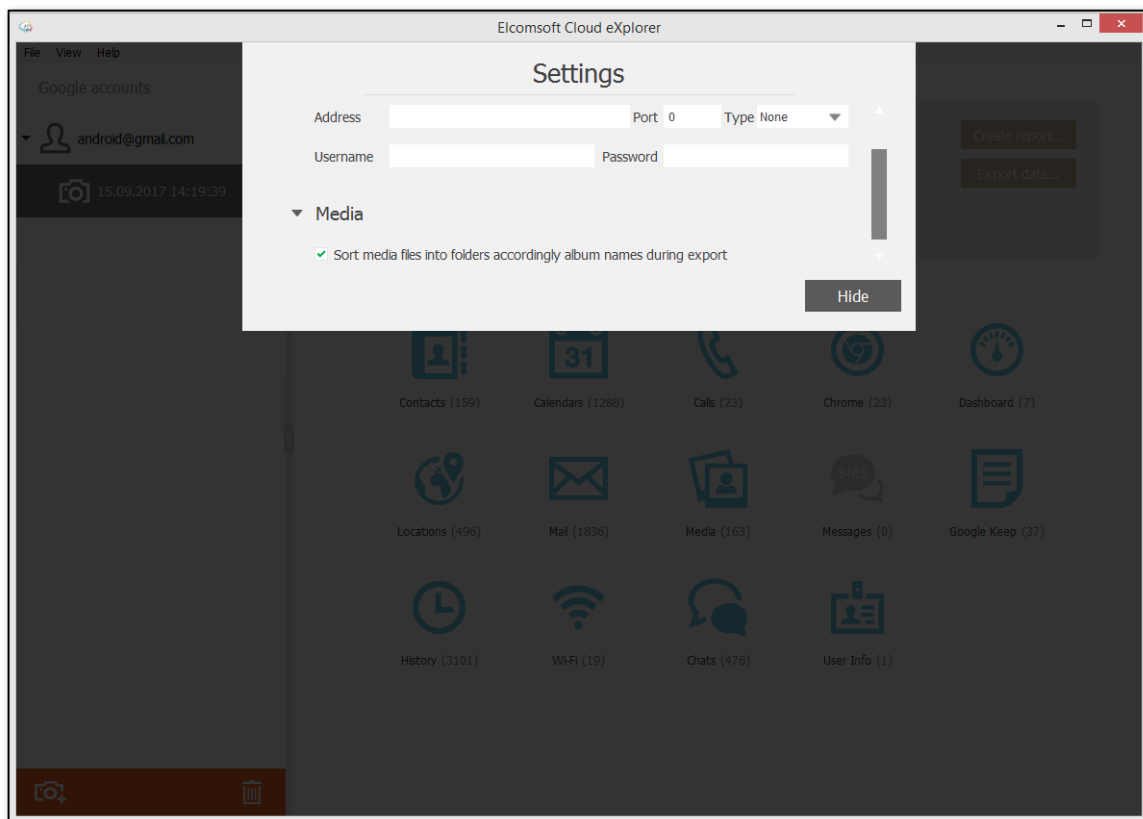 Elcomsoft Cloud eXplorer
File View Help
Google accounts
android@gmail.com
15.09.2017 14:19:39
Settings
Address Port 0 Type None
Username Password
Media
Sort media files into folders accordingly album names during export
Hide
Create report...
Export data...
31
Contacts (159) Calendars (1288) Calls (23) Chrome (23) Dashboard (7)
SMS
Locations (496) Mail (1836) Media (163) Messages (0) Google Keep (37)
History (3101) Wi-Fi (19) Chats (476) User Info (1)